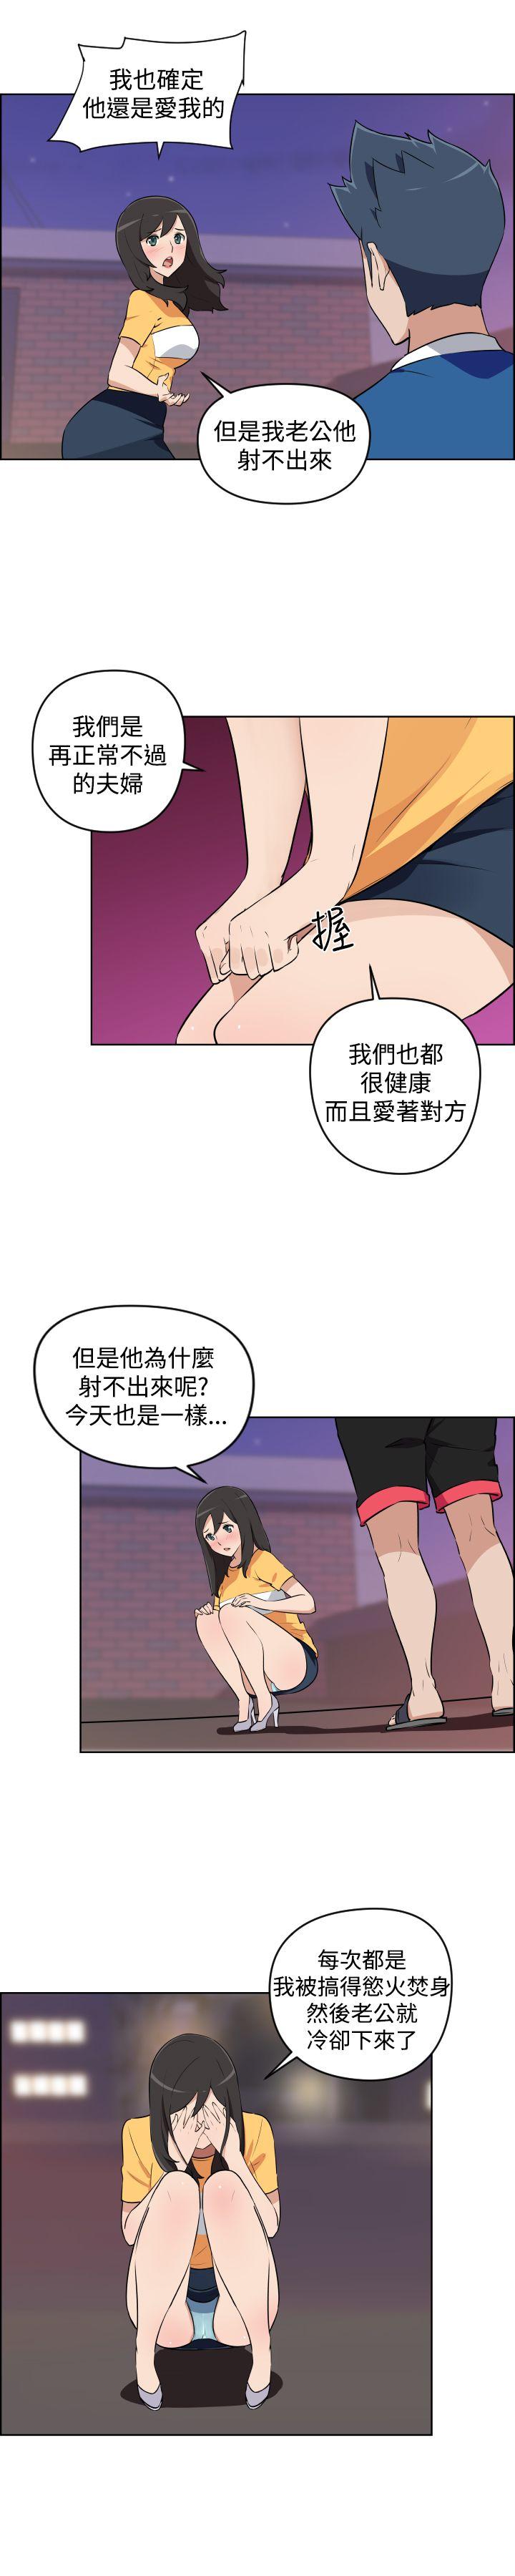 我也確定
他還是愛我的
但是我老公他
射不出來
我們是
再正常不過
的夫婦
握
我們也都
很健康
而且愛著對方
但是他為什麼
射不出來呢?
今天也是一樣...
每次都是
我被搞得慾火焚身
然後老公就
冷卻下來了